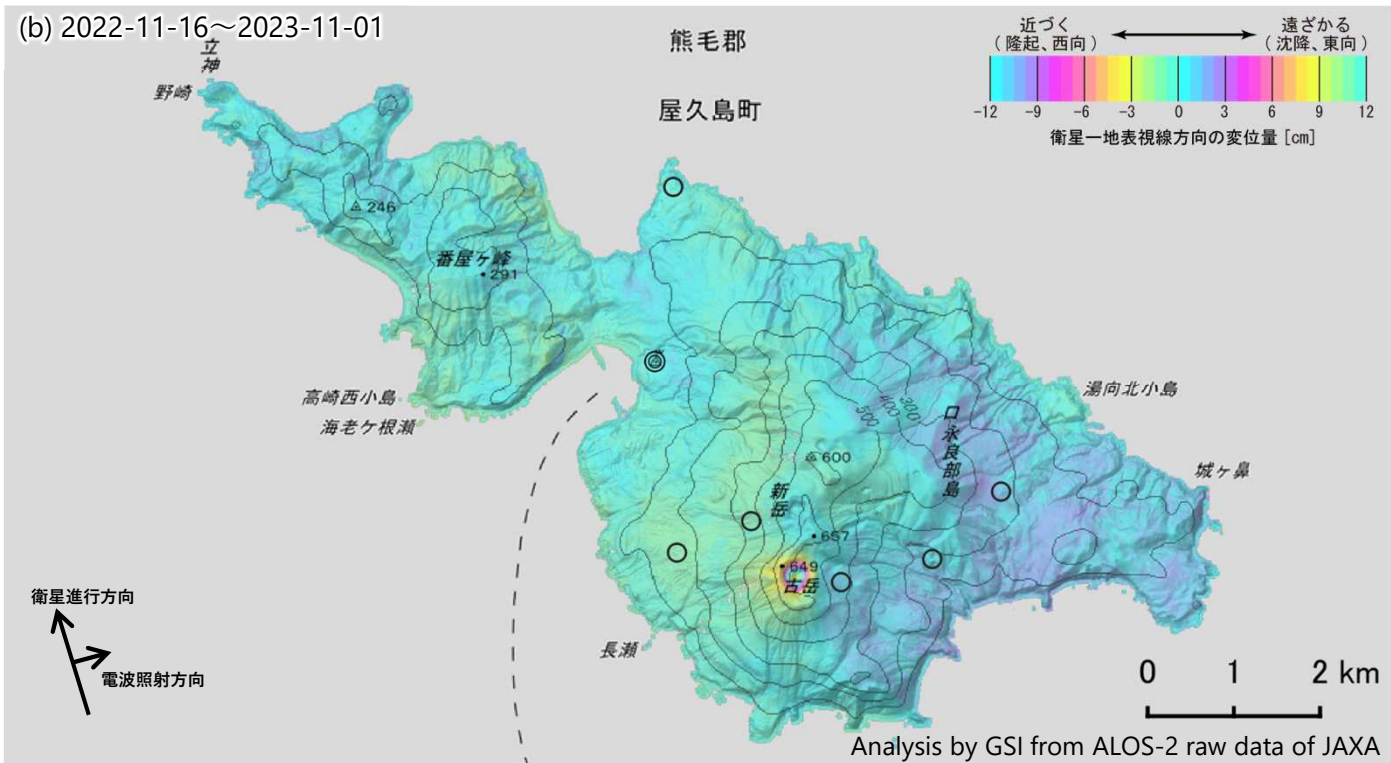 (b) 2022-11-16～2023-11-01
熊毛郡
屋久島町
近づく
(隆起、西向)
遠ざかる
(沈降、東向)
-12 -9 -6 -3 0 3 6 9 12
衛星―地表視線方向の変位量 [cm]
立神
野崎
246
番屋ヶ峰
291
高崎西小島
海老ケ根瀬
湯向北小島
城ヶ鼻
口永良部島
300
400
500
600
新岳
657
649
古岳
長瀬
衛星進行方向
電波照射方向
0 1 2 km
Analysis by GSI from ALOS-2 raw data of JAXA